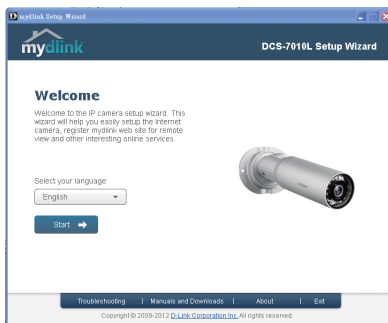 mydlink Setup Wizard
mydlink
DCS-7010L Setup Wizard
Welcome
Welcome to the IP camera setup wizard. This
wizard will help you easily setup the Internet
camera, register mydlink web site for remote
view and other interesting online services
Select your language:
English
Start
Troubleshooting | Manuals and Downloads | About | Exit
Copyright © 2009-2012 D-Link Corporation Inc. All rights reserved.